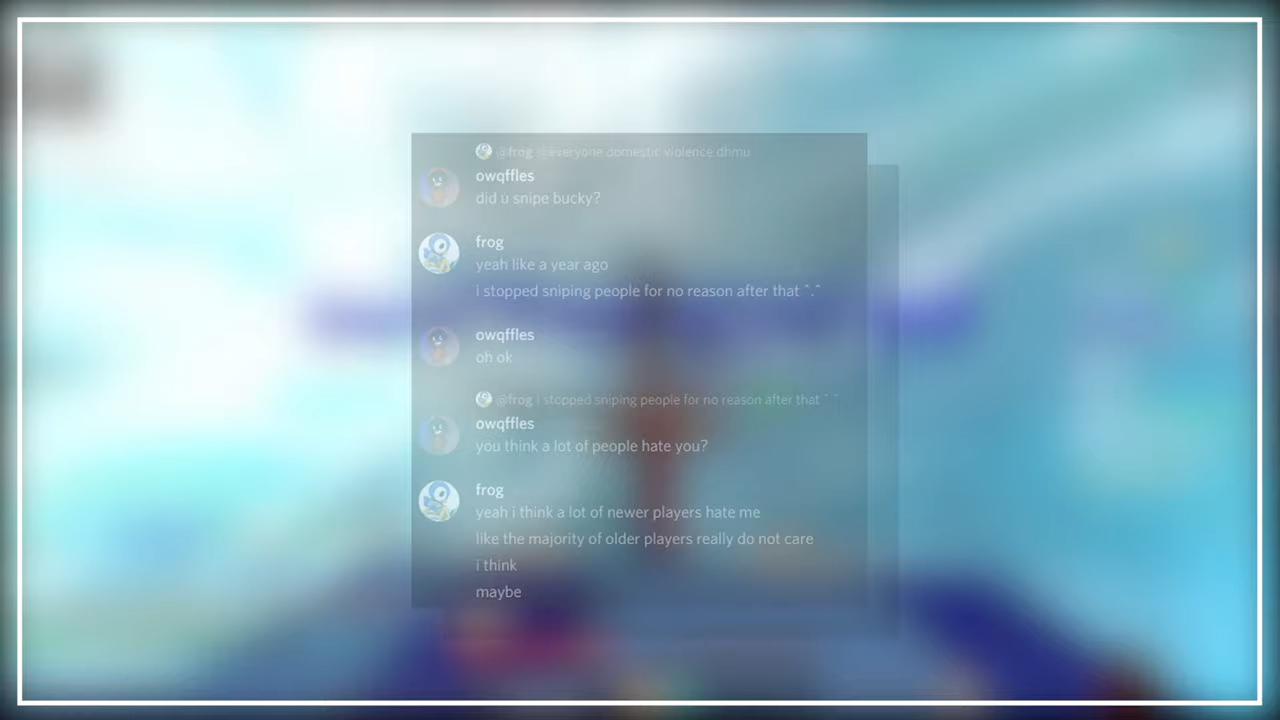 @frog @everyone domestic violence dhmu
owqffles
did u snipe bucky?
frog
yeah like a year ago
i stopped sniping people for no reason after that ^.^
owqffles
oh ok
@frog i stopped sniping people for no reason after that ^.^
owqffles
you think a lot of people hate you?
frog
yeah i think a lot of newer players hate me
like the majority of older players really do not care
i think
maybe